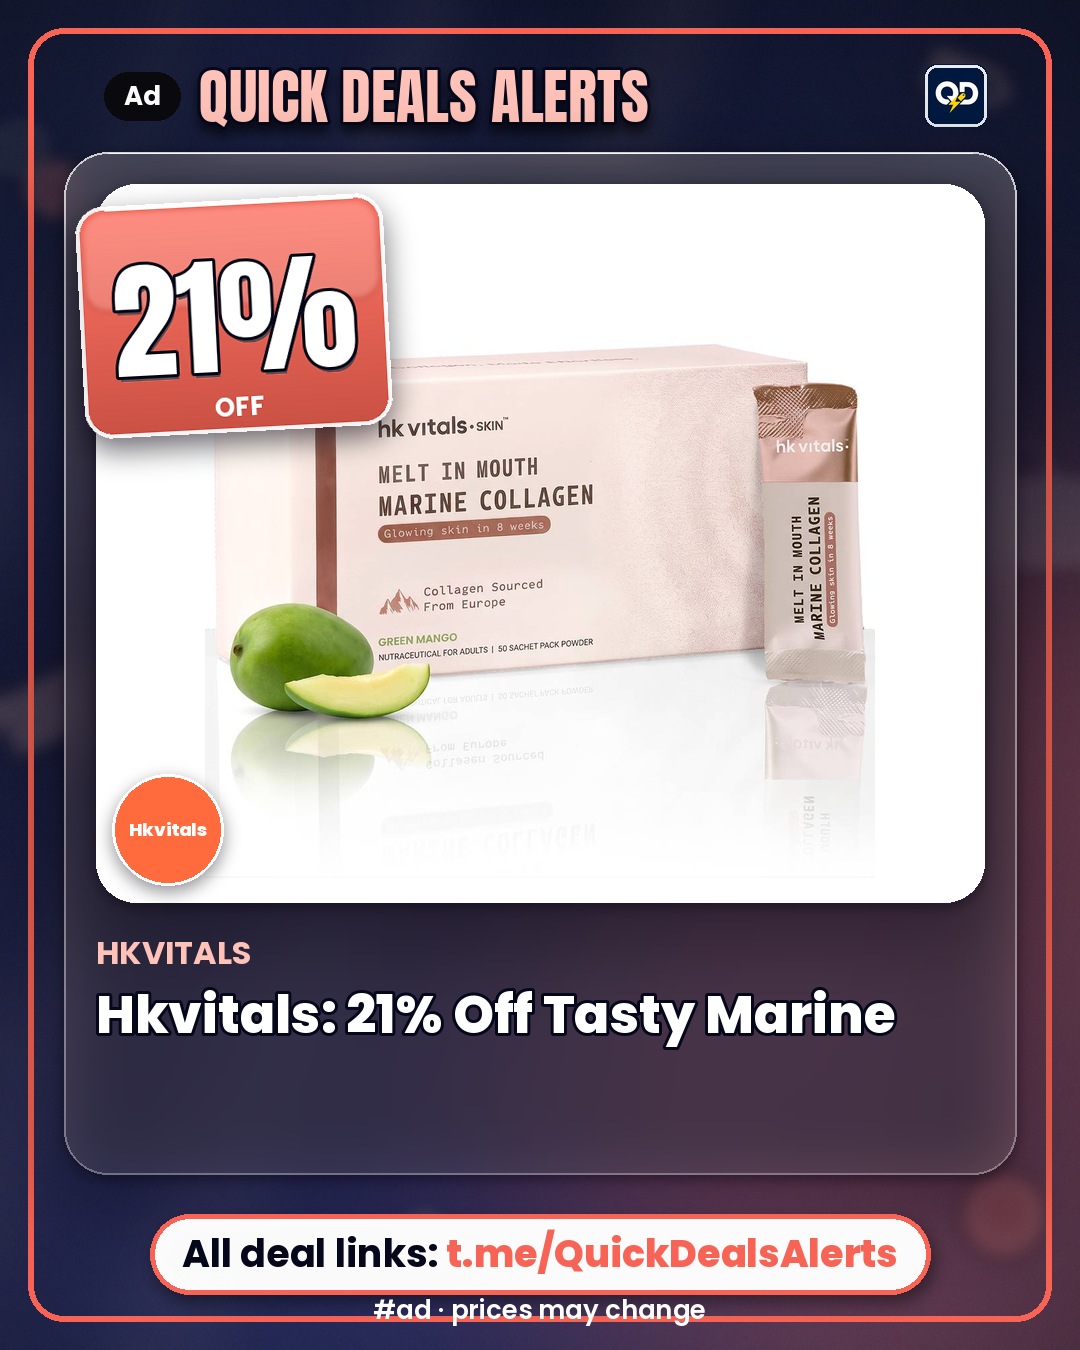 Ad
QUICK DEALS ALERTS
QD
21%
OFF
hk vitals·SKIN™
MELT IN MOUTH
MARINE COLLAGEN
Glowing skin in 8 weeks
Collagen Sourced
From Europe
GREEN MANGO
NUTRACEUTICAL FOR ADULTS | 50 SACHET PACK POWDER
hk vitals·
MELT IN MOUTH
MARINE COLLAGEN
Glowing skin in 8 weeks
Hkvitals
HKVITALS
Hkvitals: 21% Off Tasty Marine
All deal links: t.me/QuickDealsAlerts
#ad · prices may change